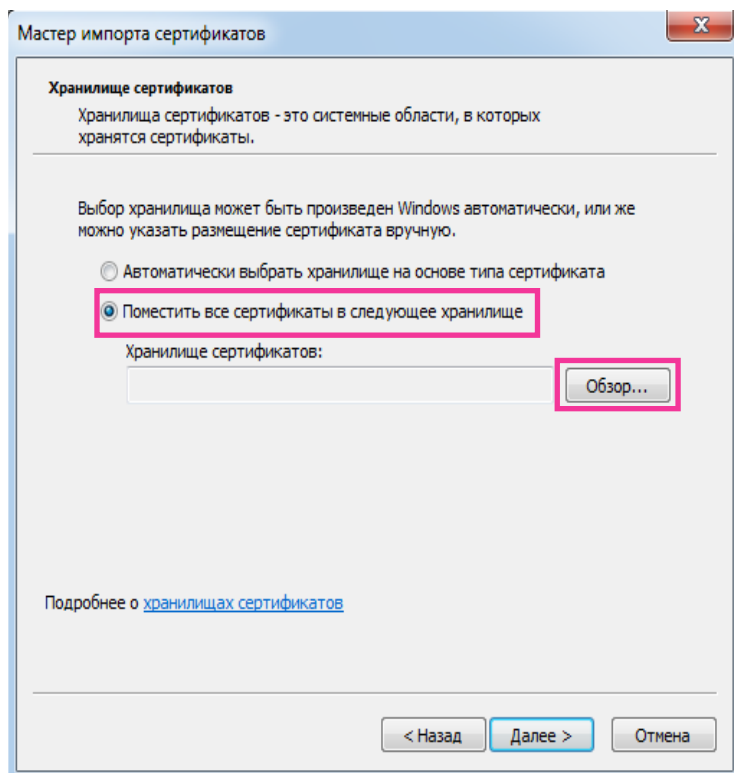 Мастер импорта сертификатов
X
Хранилище сертификатов
Хранилища сертификатов - это системные области, в которых
хранятся сертификаты.
Выбор хранилища может быть произведен Windows автоматически, или же
можно указать размещение сертификата вручную.
Автоматически выбрать хранилище на основе типа сертификата
Поместить все сертификаты в следующее хранилище
Хранилище сертификатов:
Обзор...
Подробнее о хранилищах сертификатов
< Назад Далее > Отмена